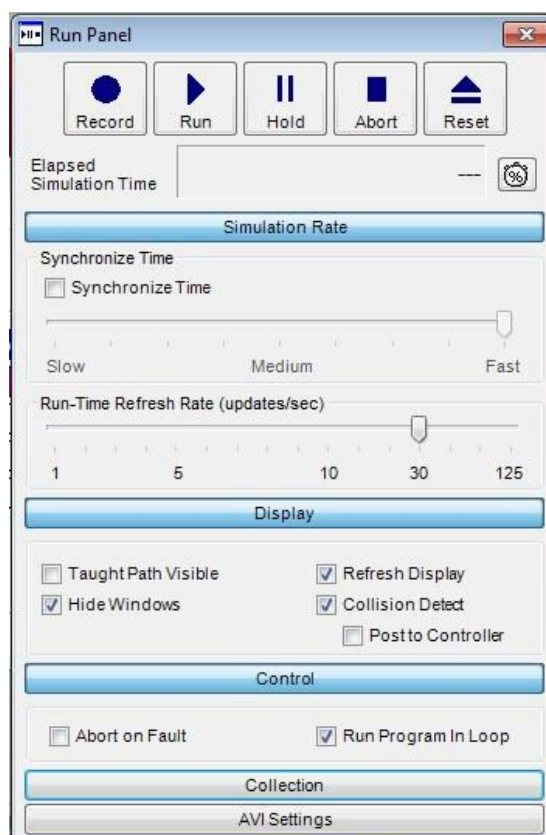 Run Panel
Record Run Hold Abort Reset
Elapsed
Simulation Time
---
%
Simulation Rate
Synchronize Time
Synchronize Time
Slow Medium Fast
Run-Time Refresh Rate (updates/sec)
1 5 10 30 125
Display
Taught Path Visible Refresh Display
Hide Windows Collision Detect
Post to Controller
Control
Abort on Fault Run Program In Loop
Collection
AVI Settings